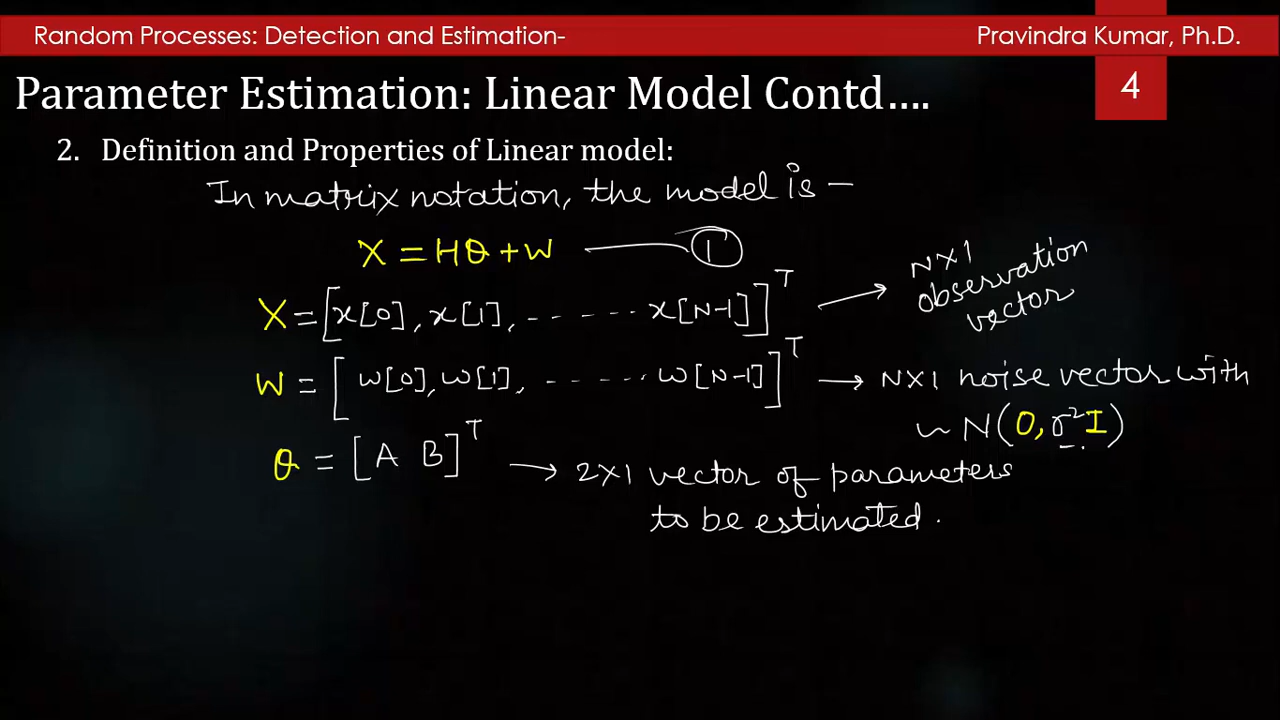 Random Processes: Detection and Estimation-
Pravindra Kumar, Ph.D.
Parameter Estimation: Linear Model Contd....
4
2. Definition and Properties of Linear model:
In matrix notation, the model is —
X = Hθ + W —— ①
X = [x[0], x[1], ------- x[N-1]]ᵀ → N×1 observation vector
W = [w[0], w[1], ------- w[N-1]]ᵀ → N×1 noise vector with
~ N(0, σ²I)
θ = [A B]ᵀ → 2×1 vector of parameters
to be estimated.